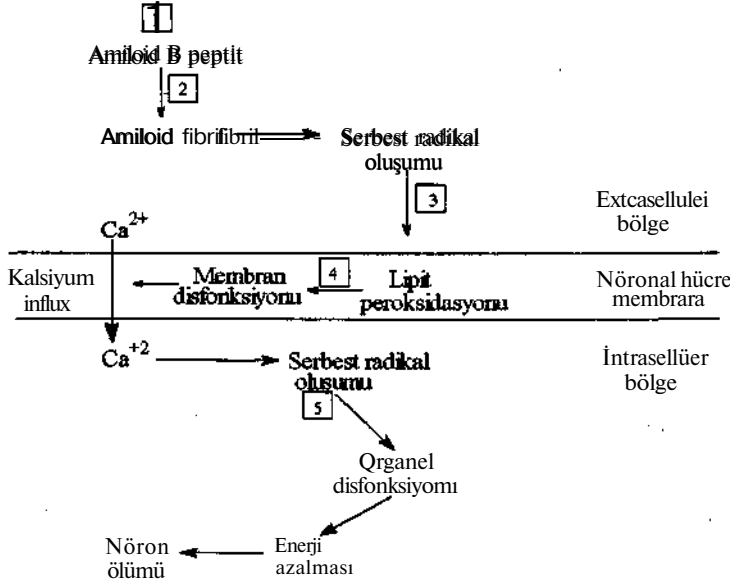 1
Amiloid B peptit
2
Amiloid fibril
Serbest radikal
oluşumu
3
Extcasellulei
bölge
Ca2+
Kalsiyum
influx
Membran
disfonksiyonu
4
Lipit
peroksidasyonu
Nöronal hücre
membrara
Ca+2
Serbest radikal
oluşumu
5
İntrasellüer
bölge
Qrganel
disfonksiyomı
Enerji
azalması
Nöron
ölümü